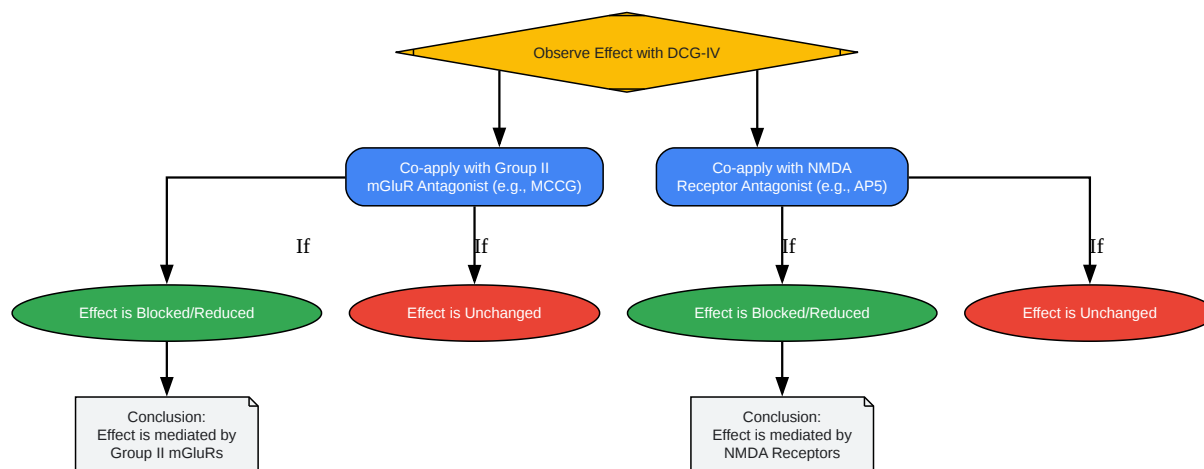 Observe Effect with DCG-IV
Co-apply with Group II
mGluR Antagonist (e.g., MCCG)
Co-apply with NMDA
Receptor Antagonist (e.g., AP5)
If
If
If
If
Effect is Blocked/Reduced
Effect is Unchanged
Effect is Blocked/Reduced
Effect is Unchanged
Conclusion:
Effect is mediated by
Group II mGluRs
Conclusion:
Effect is mediated by
NMDA Receptors